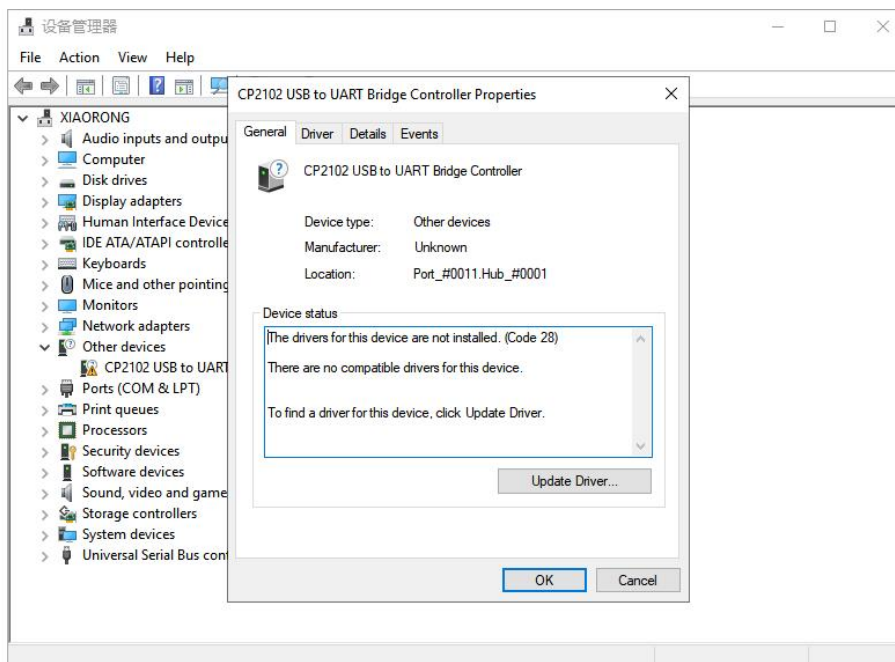 设备管理器
File Action View Help
XIAORONG
Audio inputs and outpu
Computer
Disk drives
Display adapters
Human Interface Device
IDE ATA/ATAPI controlle
Keyboards
Mice and other pointing
Monitors
Network adapters
Other devices
CP2102 USB to UART
Ports (COM & LPT)
Print queues
Processors
Security devices
Software devices
Sound, video and game
Storage controllers
System devices
Universal Serial Bus cont
CP2102 USB to UART Bridge Controller Properties
General Driver Details Events
CP2102 USB to UART Bridge Controller
Device type: Other devices
Manufacturer: Unknown
Location: Port_#0011.Hub_#0001
Device status
The drivers for this device are not installed. (Code 28)
There are no compatible drivers for this device.
To find a driver for this device, click Update Driver.
Update Driver...
OK Cancel